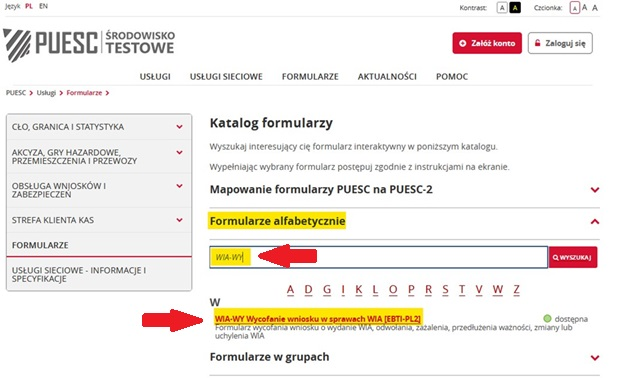 Język PL EN Kontrast: A A Czcionka: A A A
PUESC ŚRODOWISKO
TESTOWE
Załóż konto Zaloguj się
USŁUGI USŁUGI SIECIOWE FORMULARZE AKTUALNOŚCI POMOC
PUESC > Usługi > Formularze >
CŁO, GRANICA I STATYSTYKA
AKCYZA, GRY HAZARDOWE,
PRZEMIESZCZENIA I PRZEWOZY
OBSŁUGA WNIOSKÓW I
ZABEZPIECZEŃ
STREFA KLIENTA KAS
FORMULARZE
USŁUGI SIECIOWE - INFORMACJE I
SPECYFIKACJE
Katalog formularzy
Wyszukaj interesujący cię formularz interaktywny w poniższym katalogu.
Wypełniając wybrany formularz postępuj zgodnie z instrukcjami na ekranie.
Mapowanie formularzy PUESC na PUESC-2
Formularze alfabetycznie
WIA-WY WYSZUKAJ
A D G I K L O P R S T V W Z
W
WIA-WY Wycofanie wniosku w sprawach WIA [EBTI-PL2] dostępna
Formularz wycofania wniosku o wydanie WIA, odwołania, zażalenia, przedłużenia ważności, zmiany lub
uchylenia WIA
Formularze w grupach